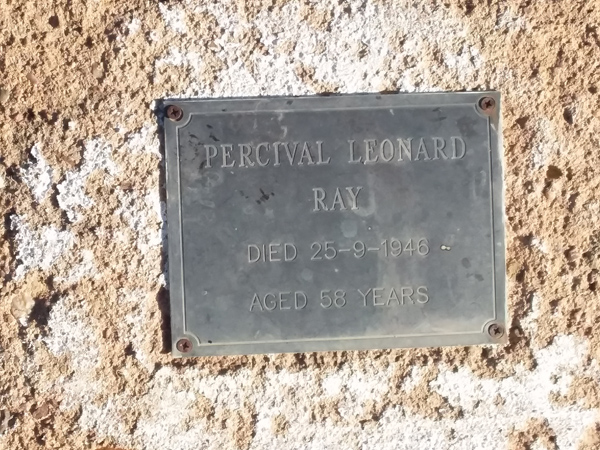 PERCIVAL LEONARD
RAY
DIED 25-9-1946
AGED 58 YEARS